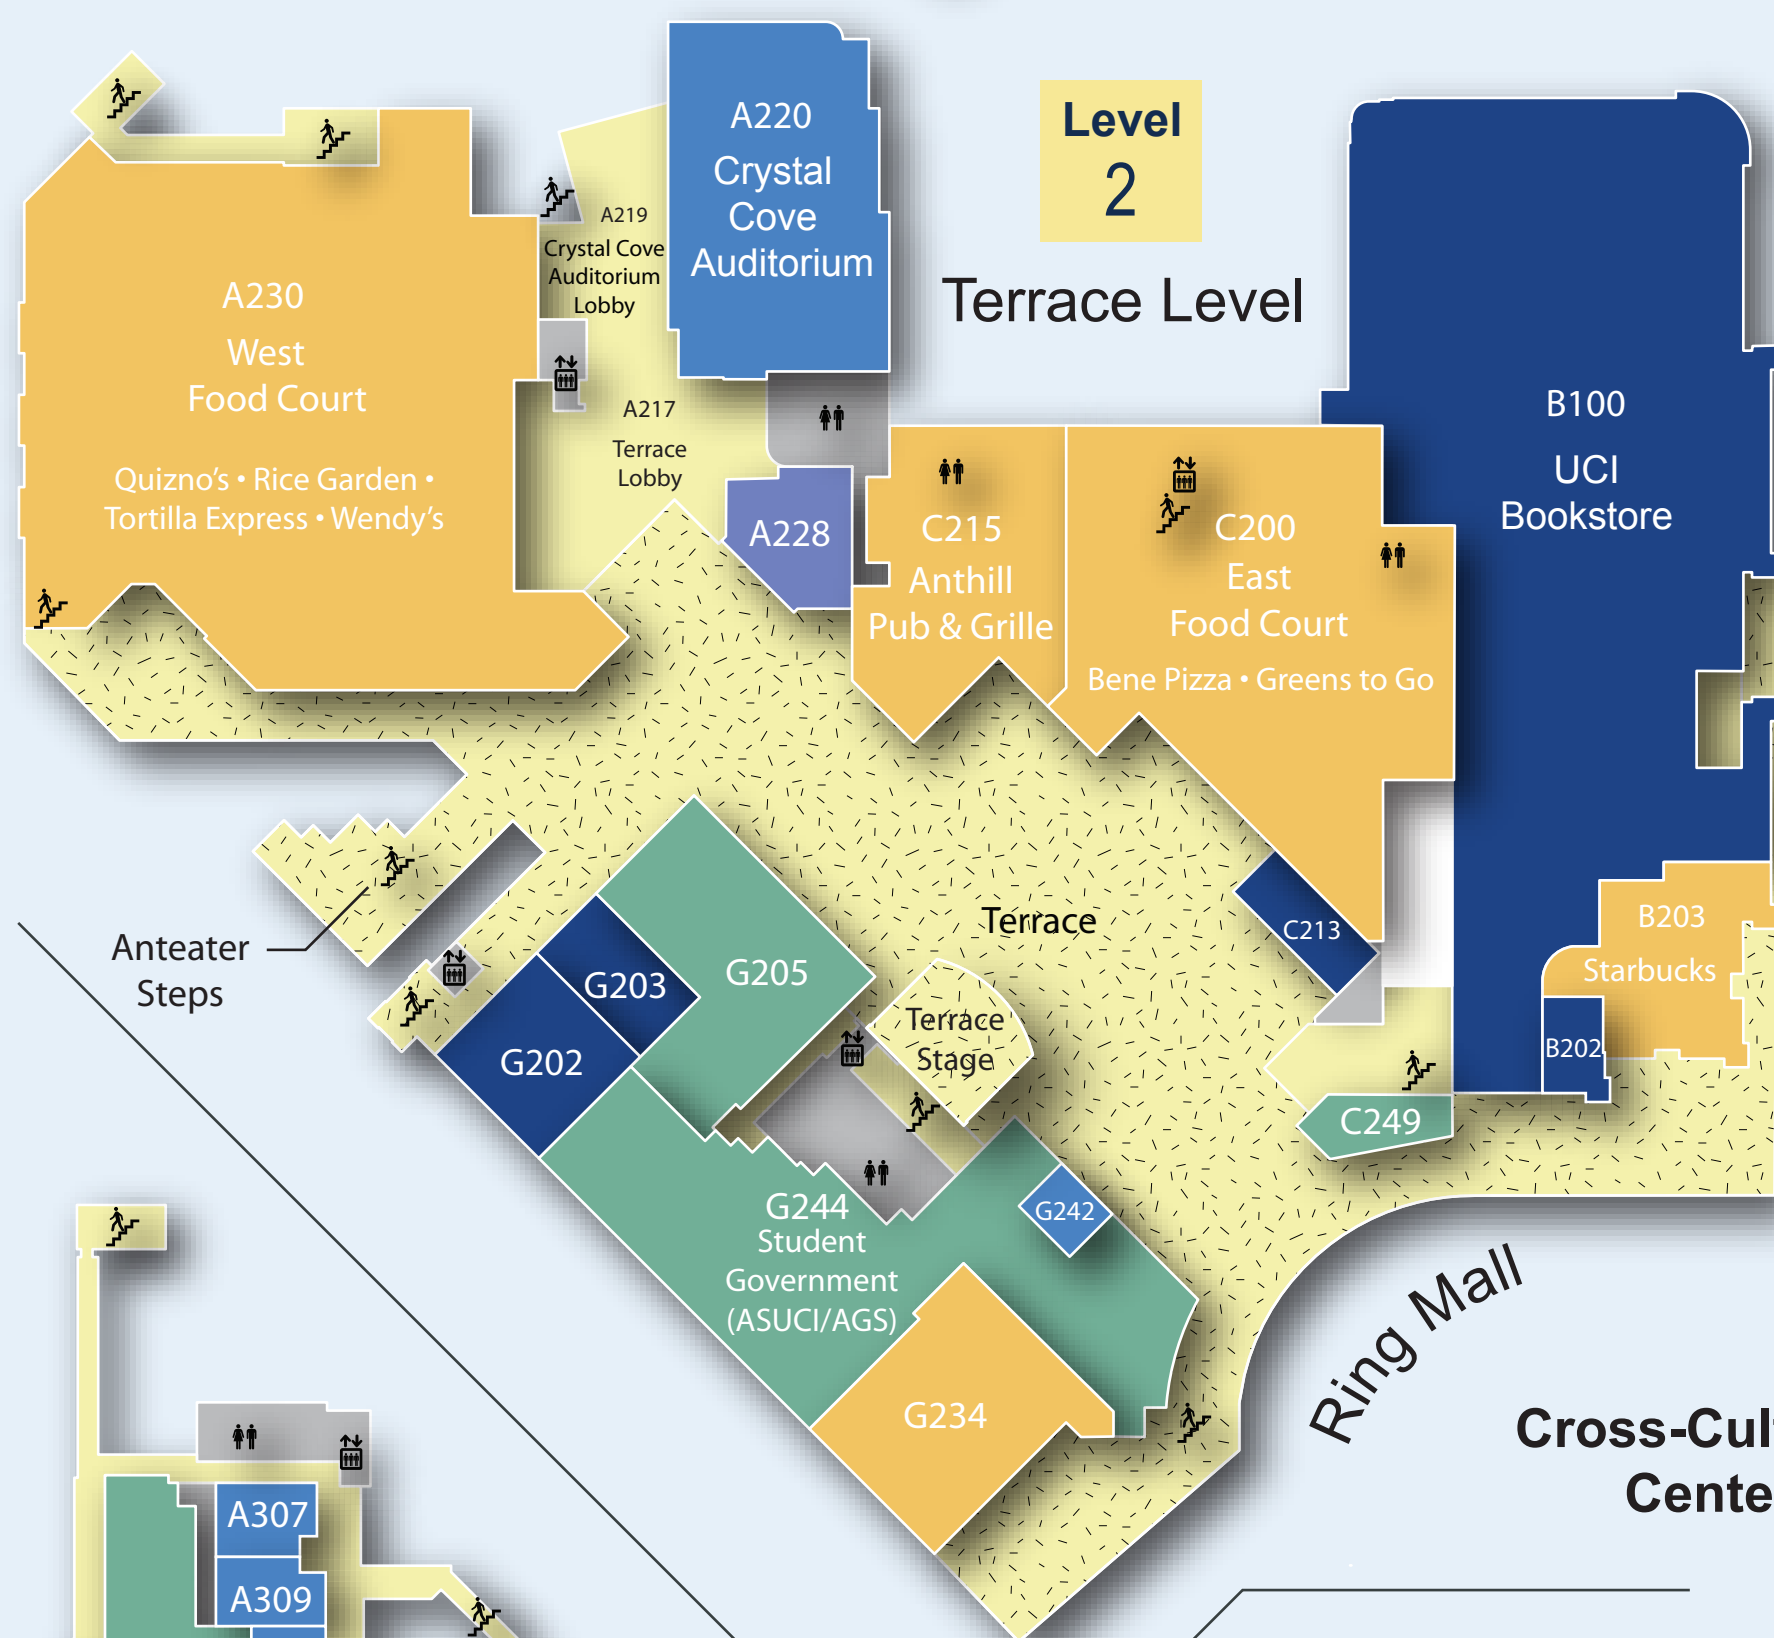 Level
2
Terrace Level
A220
Crystal
Cove
Auditorium
A219
Crystal Cove
Auditorium
Lobby
A230
West
Food Court
Quizno's • Rice Garden •
Tortilla Express • Wendy's
A217
Terrace
Lobby
A228
C215
Anthill
Pub & Grille
C200
East
Food Court
Bene Pizza • Greens to Go
B100
UCI
Bookstore
B203
Starbucks
B202
C213
C249
Terrace
Terrace
Stage
Anteater
Steps
G205
G203
G202
G244
Student
Government
(ASUCI/AGS)
G242
G234
Ring Mall
Cross-Cul
Cente
A307
A309